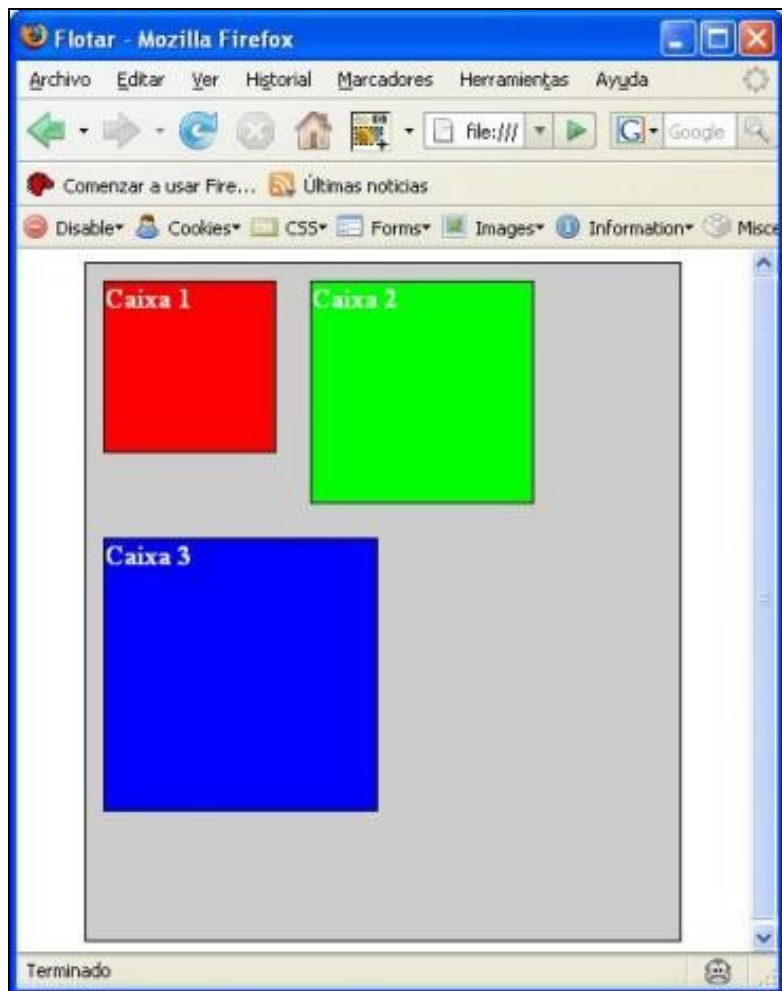 Flotar - Mozilla Firefox
Archivo Editar Ver Historial Marcadores Herramientas Ayuda
file:/// G Google
Comenzar a usar Fire... Últimas noticias
Disable Cookies CSS Forms Images Information Misce
Caixa 1 Caixa 2
Caixa 3
Terminado